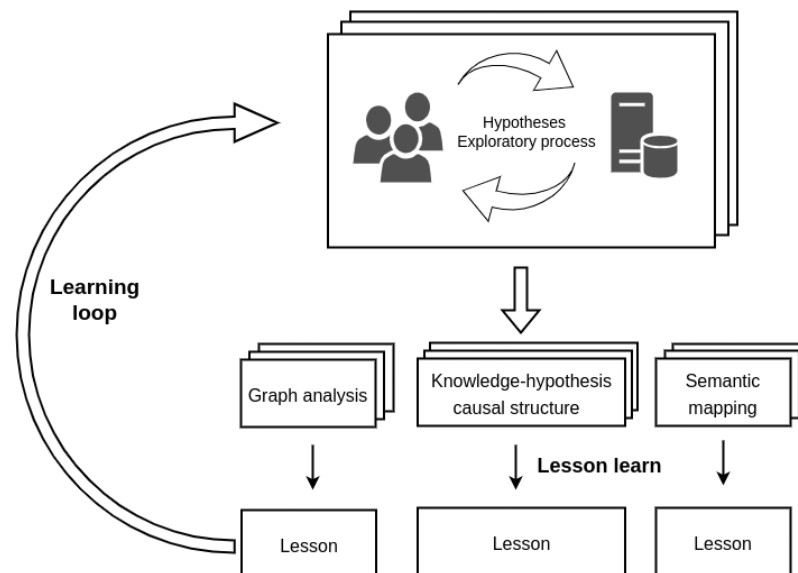 Hypotheses
Exploratory process
Learning
loop
Graph analysis
Knowledge-hypothesis
causal structure
Semantic
mapping
Lesson learn
Lesson
Lesson
Lesson